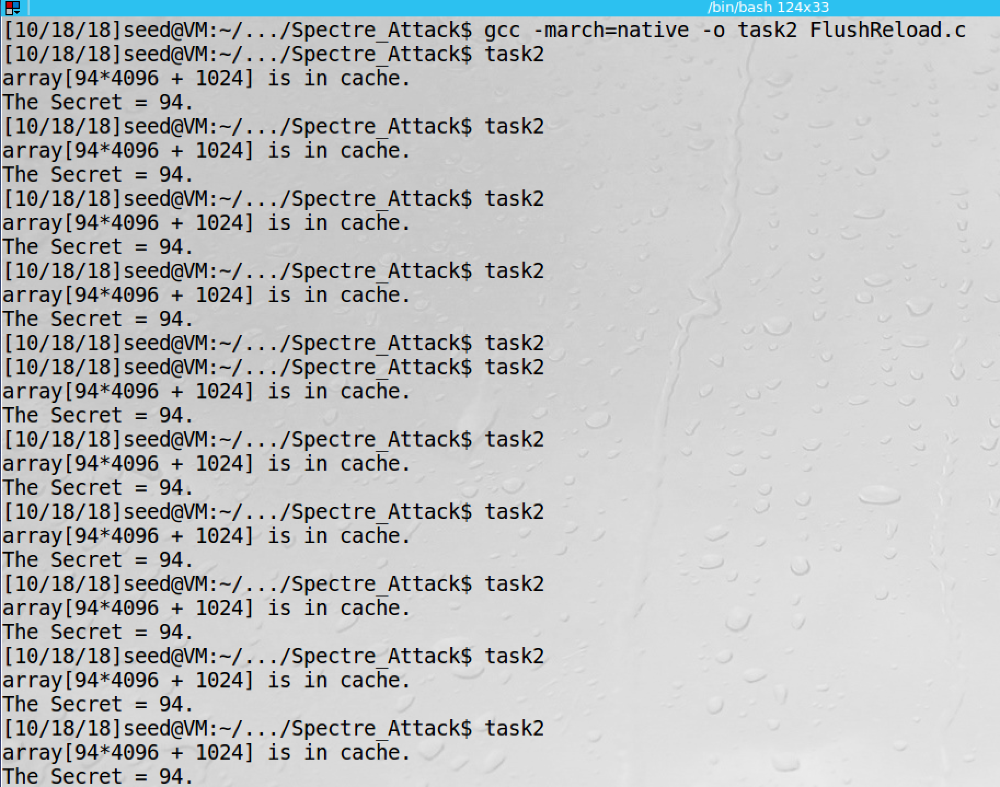 /bin/bash 124x33
[10/18/18]seed@VM:~/.../Spectre_Attack$ gcc -march=native -o task2 FlushReload.c
[10/18/18]seed@VM:~/.../Spectre_Attack$ task2
array[94*4096 + 1024] is in cache.
The Secret = 94.
[10/18/18]seed@VM:~/.../Spectre_Attack$ task2
array[94*4096 + 1024] is in cache.
The Secret = 94.
[10/18/18]seed@VM:~/.../Spectre_Attack$ task2
array[94*4096 + 1024] is in cache.
The Secret = 94.
[10/18/18]seed@VM:~/.../Spectre_Attack$ task2
array[94*4096 + 1024] is in cache.
The Secret = 94.
[10/18/18]seed@VM:~/.../Spectre_Attack$ task2
[10/18/18]seed@VM:~/.../Spectre_Attack$ task2
array[94*4096 + 1024] is in cache.
The Secret = 94.
[10/18/18]seed@VM:~/.../Spectre_Attack$ task2
array[94*4096 + 1024] is in cache.
The Secret = 94.
[10/18/18]seed@VM:~/.../Spectre_Attack$ task2
array[94*4096 + 1024] is in cache.
The Secret = 94.
[10/18/18]seed@VM:~/.../Spectre_Attack$ task2
array[94*4096 + 1024] is in cache.
The Secret = 94.
[10/18/18]seed@VM:~/.../Spectre_Attack$ task2
array[94*4096 + 1024] is in cache.
The Secret = 94.
[10/18/18]seed@VM:~/.../Spectre_Attack$ task2
array[94*4096 + 1024] is in cache.
The Secret = 94.